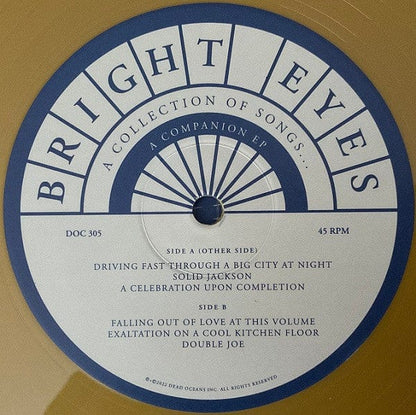 BRIGHT EYES
A COLLECTION OF SONGS...
A COMPANION EP
DOC 305
45 RPM
SIDE A (OTHER SIDE)
DRIVING FAST THROUGH A BIG CITY AT NIGHT
SOLID JACKSON
A CELEBRATION UPON COMPLETION
SIDE B
FALLING OUT OF LOVE AT THIS VOLUME
EXALTATION ON A COOL KITCHEN FLOOR
DOUBLE JOE
℗+©2022 DEAD OCEANS INC. ALL RIGHTS RESERVED